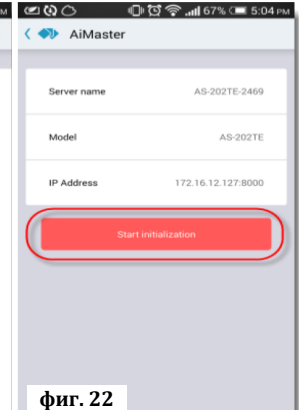 M
67% 5:04 PM
AiMaster
Server name AS-202TE-2469
Model AS-202TE
IP Address 172.16.12.127:8000
Start initialization
фиг. 22